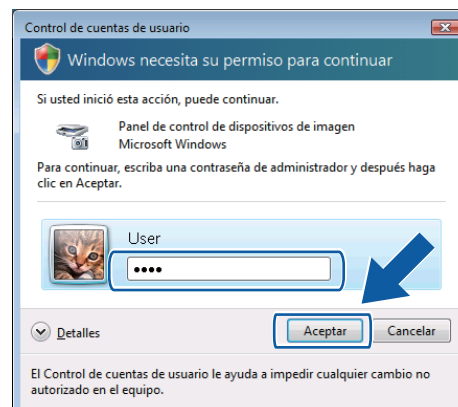 Control de cuentas de usuario
Windows necesita su permiso para continuar
Si usted inició esta acción, puede continuar.
Panel de control de dispositivos de imagen
Microsoft Windows
Para continuar, escriba una contraseña de administrador y después haga
clic en Aceptar.
User
••••
Detalles
Aceptar
Cancelar
El Control de cuentas de usuario le ayuda a impedir cualquier cambio no
autorizado en el equipo.